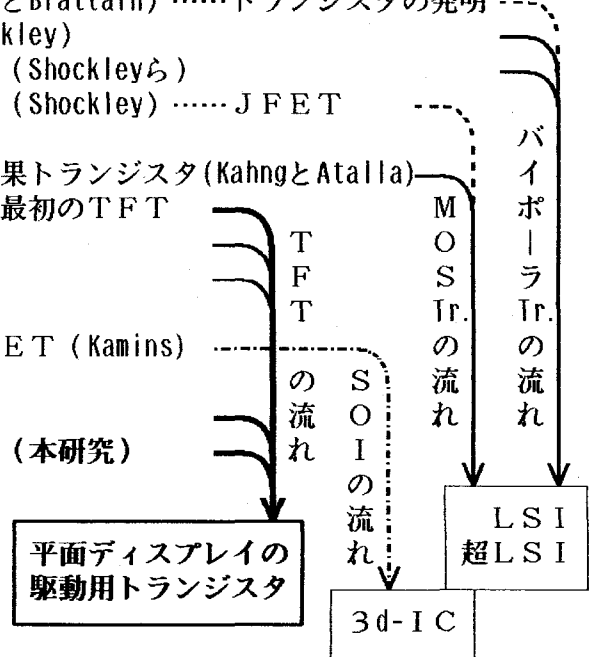 とBrattain) ……トランジスタの発明
kley)
(Shockleyら)
(Shockley) ……JFET
果トランジスタ(KahngとAtalla)
最初のTFT
ET (Kamins)
(本研究)
TFTの流れ
SOIの流れ
MOSTr.の流れ
バイポーラTr.の流れ
平面ディスプレイの
駆動用トランジスタ
3d-IC
LSI
超LSI